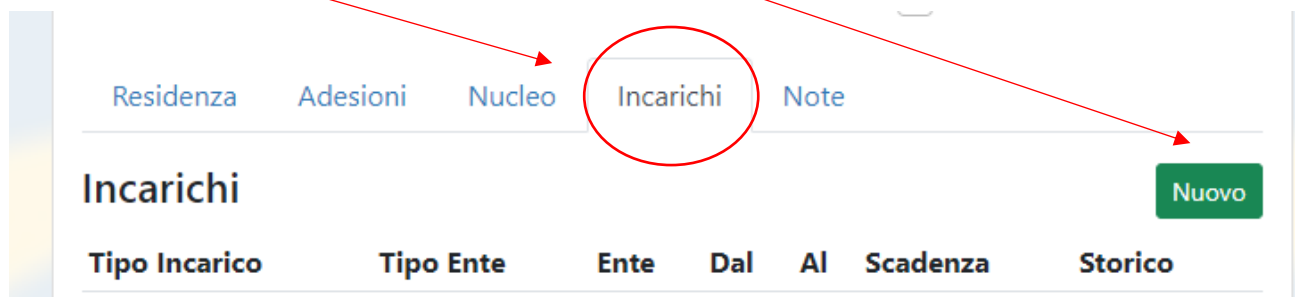 Residenza Adesioni Nucleo Incarichi Note
Incarichi Nuovo
Tipo Incarico Tipo Ente Ente Dal Al Scadenza Storico